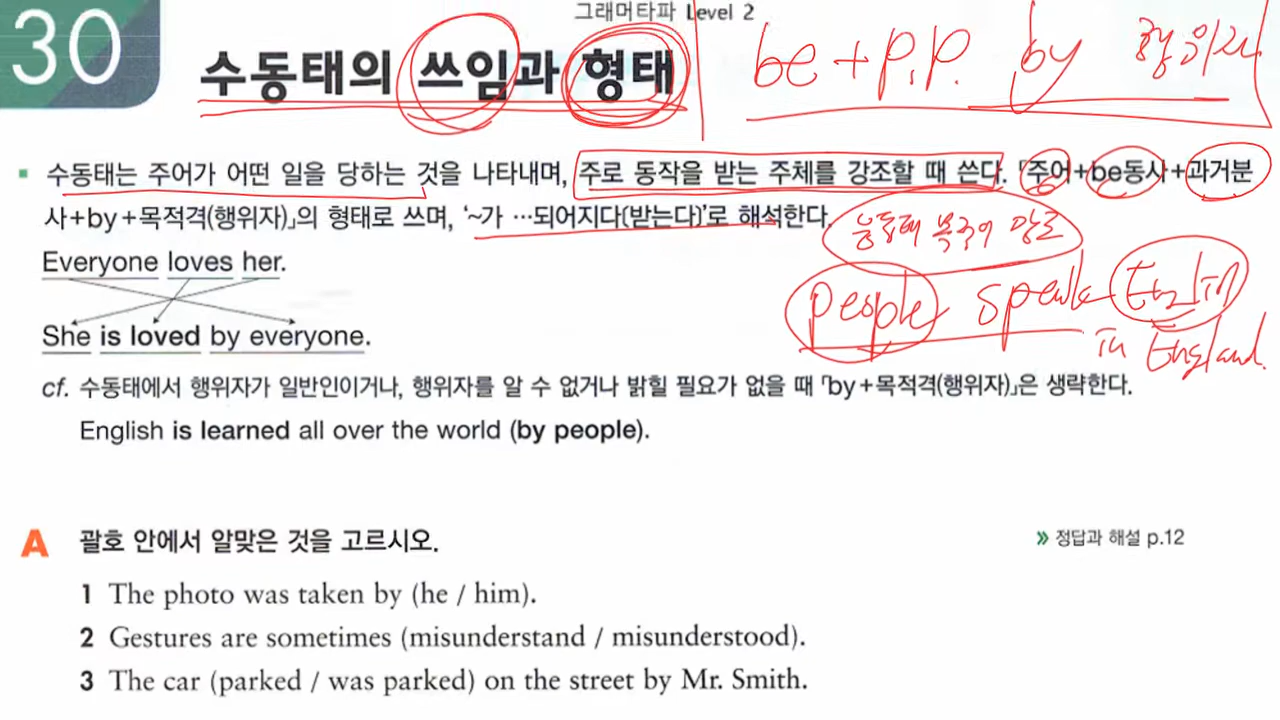 그래머타파 Level 2
30
수동태의 쓰임과 형태
be + p.p. by 행위자
▪ 수동태는 주어가 어떤 일을 당하는 것을 나타내며, 주로 동작을 받는 주체를 강조할 때 쓴다. 「주어+be동사+과거분
사+by+목적격(행위자)」의 형태로 쓰며, ‘~가 …되어지다(받는다)’로 해석한다.
능동태 목적어
Everyone loves her.
people speak English
in England.
She is loved by everyone.
cf. 수동태에서 행위자가 일반인이거나, 행위자를 알 수 없거나 밝힐 필요가 없을 때 「by+목적격(행위자)」은 생략한다.
English is learned all over the world (by people).
A 괄호 안에서 알맞은 것을 고르시오.
» 정답과 해설 p.12
1 The photo was taken by (he / him).
2 Gestures are sometimes (misunderstand / misunderstood).
3 The car (parked / was parked) on the street by Mr. Smith.